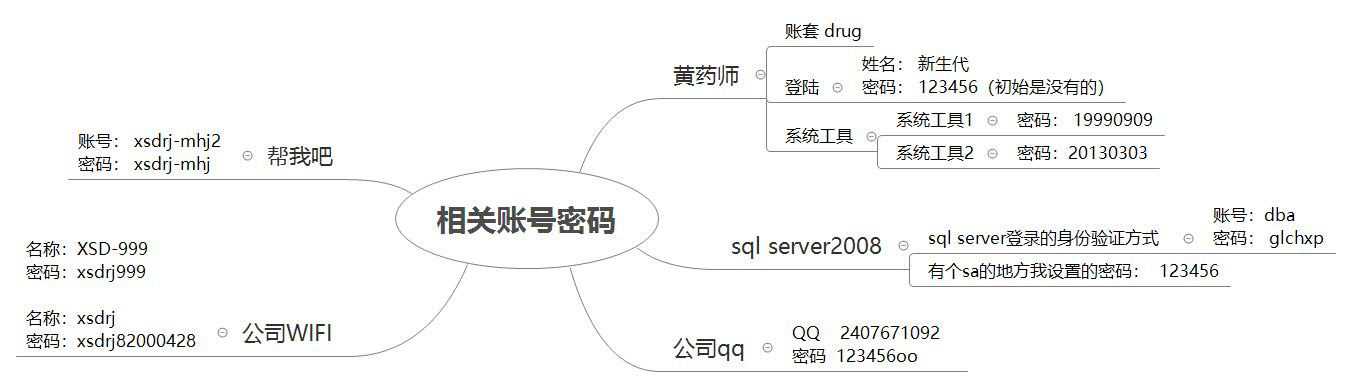 相关账号密码
黄药师
账套 drug
登陆
姓名： 新生代
密码： 123456（初始是没有的）
系统工具
系统工具1
密码： 19990909
系统工具2
密码：20130303
sql server2008
sql server登录的身份验证方式
账号：dba
密码： glchxp
有个sa的地方我设置的密码： 123456
公司qq
QQ 2407671092
密码 123456oo
帮我吧
账号： xsdrj-mhj2
密码： xsdrj-mhj
公司WIFI
名称：XSD-999
密码：xsdrj999
名称：xsdrj
密码：xsdrj82000428